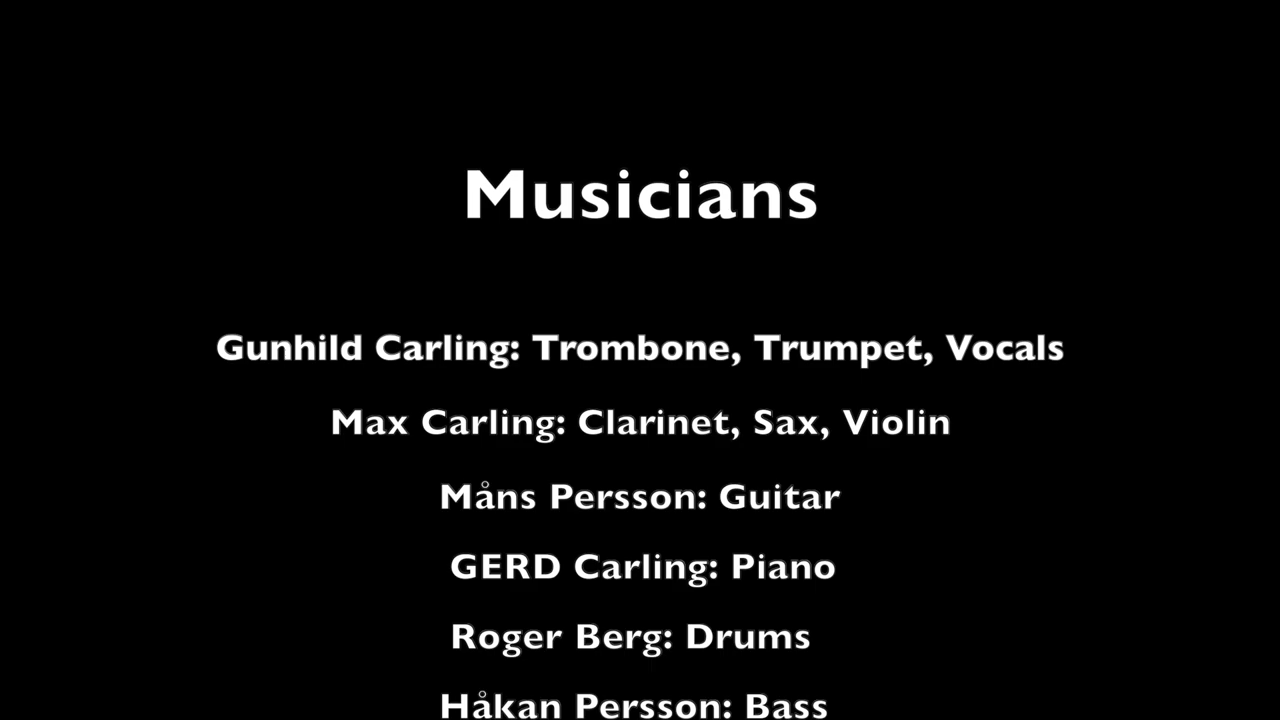 Musicians
Gunhild Carling: Trombone, Trumpet, Vocals
Max Carling: Clarinet, Sax, Violin
Måns Persson: Guitar
GERD Carling: Piano
Roger Berg: Drums
Håkan Persson: Bass